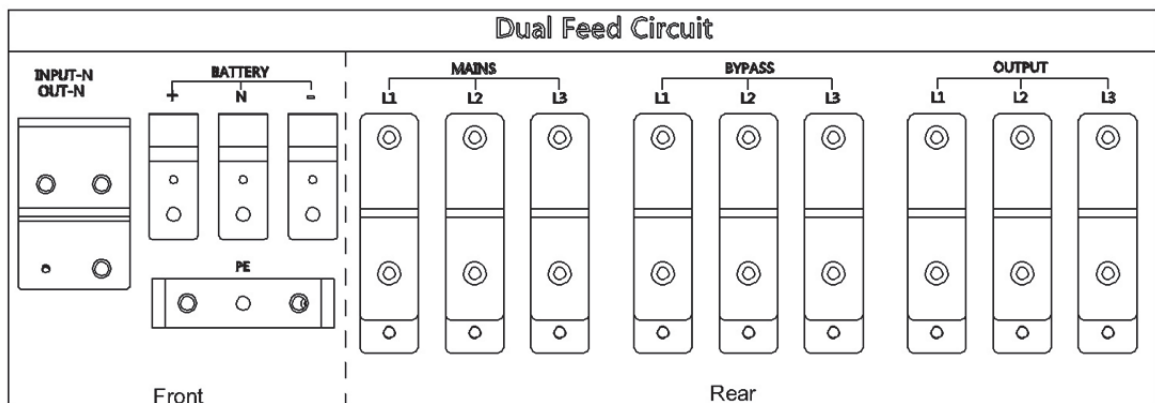 Dual Feed Circuit
INPUT-N
OUT-N
BATTERY
+ N -
PE
MAINS
L1 L2 L3
BYPASS
L1 L2 L3
OUTPUT
L1 L2 L3
Front
Rear